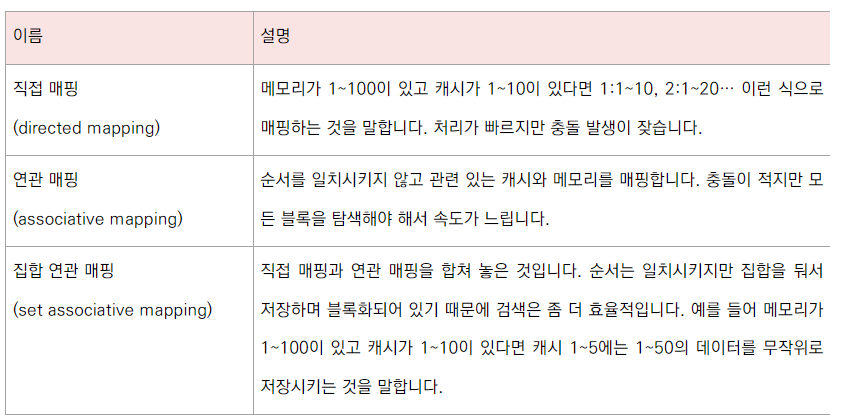 이름
설명
직접 매핑
(directed mapping)
메모리가 1~100이 있고 캐시가 1~10이 있다면 1:1~10, 2:1~20… 이런 식으로
매핑하는 것을 말합니다. 처리가 빠르지만 충돌 발생이 잦습니다.
연관 매핑
(associative mapping)
순서를 일치시키지 않고 관련 있는 캐시와 메모리를 매핑합니다. 충돌이 적지만 모
든 블록을 탐색해야 해서 속도가 느립니다.
집합 연관 매핑
(set associative mapping)
직접 매핑과 연관 매핑을 합쳐 놓은 것입니다. 순서는 일치시키지만 집합을 둬서
저장하며 블록화되어 있기 때문에 검색은 좀 더 효율적입니다. 예를 들어 메모리가
1~100이 있고 캐시가 1~10이 있다면 캐시 1~5에는 1~50의 데이터를 무작위로
저장시키는 것을 말합니다.